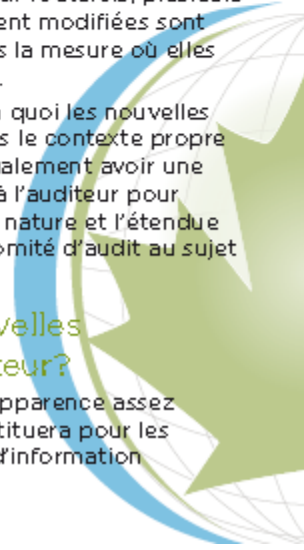 ent modifiées sont
s la mesure où elles
quoi les nouvelles
s le contexte propre
alement avoir une
à l'auditeur pour
nature et l'étendue
omité d'audit au sujet
velles
teur?
pparence assez
tituera pour les
d'information